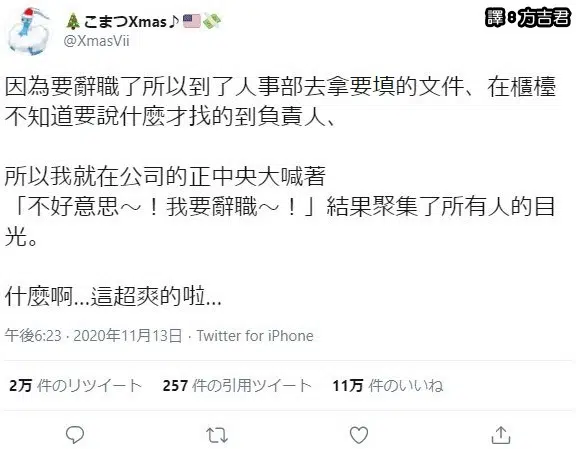 🎄こまつXmas♪🇺🇸💸
譯:方吉君
@XmasVii
因為要辭職了所以到了人事部去拿要填的文件、在櫃檯
不知道要說什麼才找的到負責人、
所以我就在公司的正中央大喊著
「不好意思～！我要辭職～！」結果聚集了所有人的目
光。
什麼啊...這超爽的啦...
午後6:23 · 2020年11月13日 · Twitter for iPhone
2万 件のリツイート 257 件の引用ツイート 11万 件のいいね